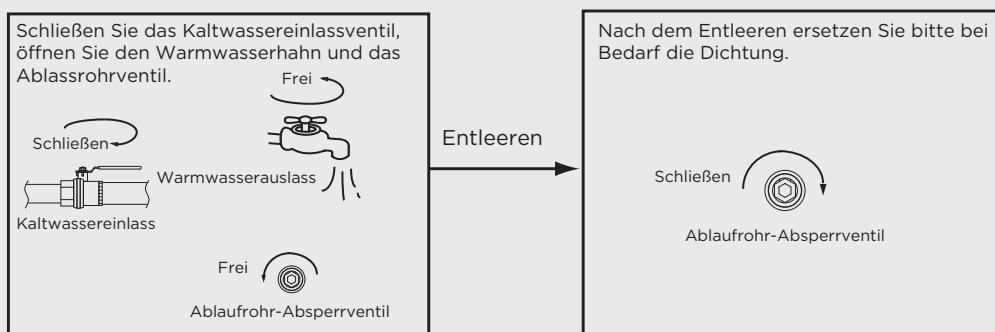 Schließen Sie das Kaltwassereinlassventil,
öffnen Sie den Warmwasserhahn und das
Ablassrohrventil.
Frei
Schließen
Warmwasserauslass
Kaltwassereinlass
Frei
Ablaufrohr-Absperrventil
Entleeren
Nach dem Entleeren ersetzen Sie bitte bei
Bedarf die Dichtung.
Schließen
Ablaufrohr-Absperrventil